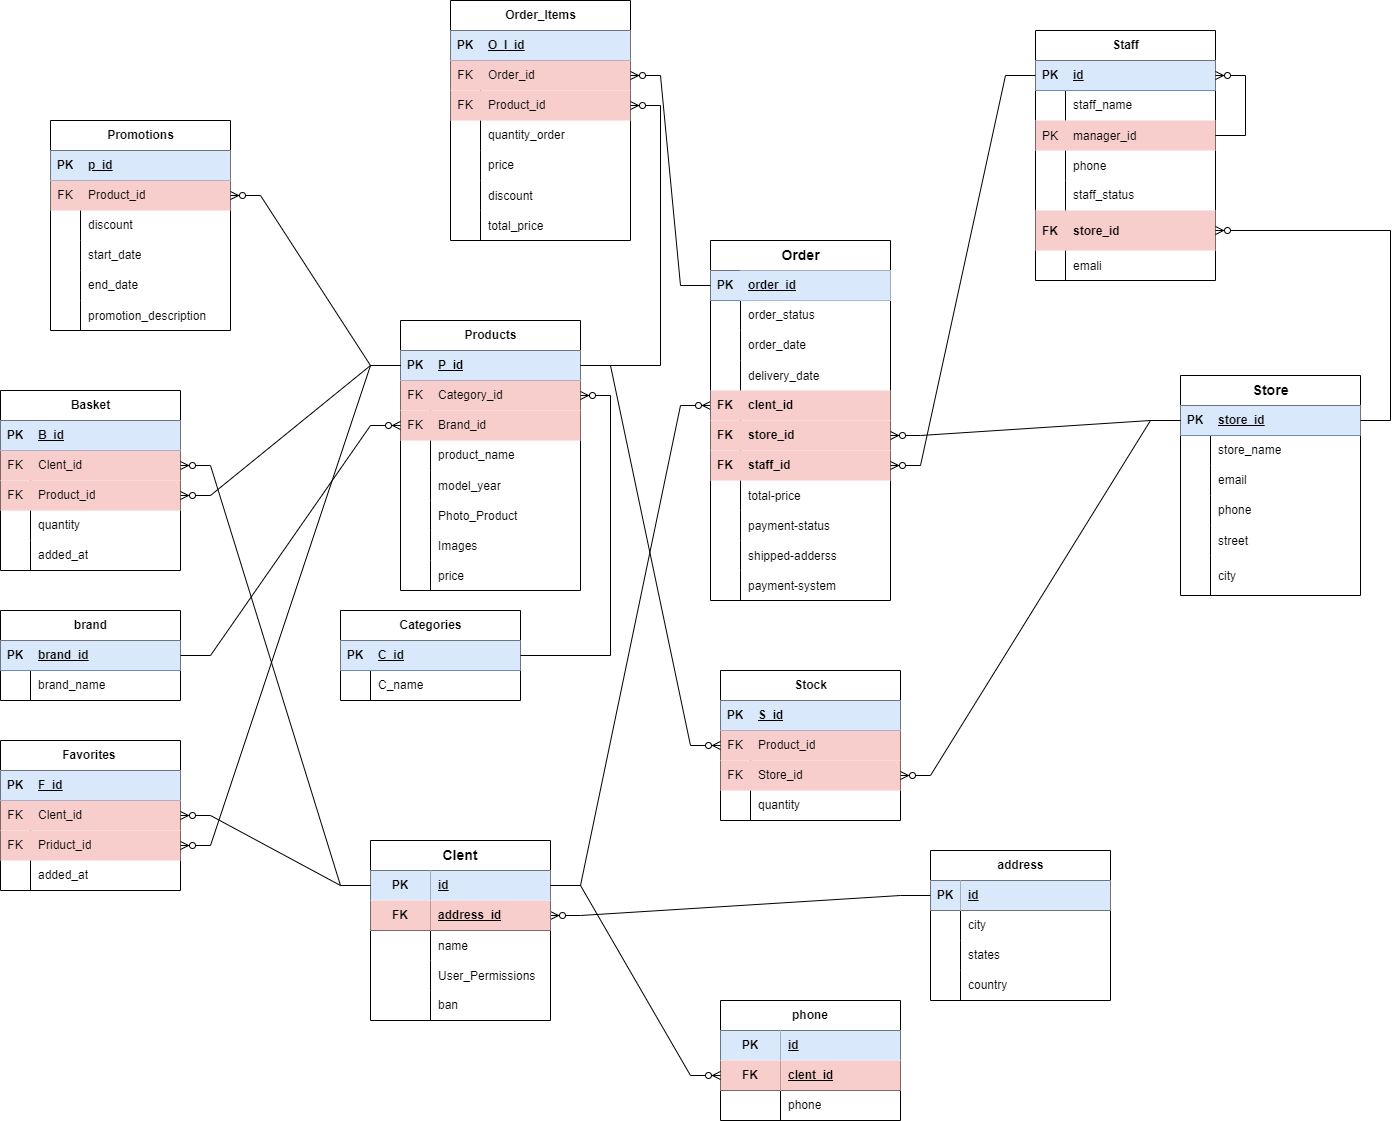 Order_Items
PK O_I_id
FK Order_id
FK Product_id
quantity_order
price
discount
total_price
Staff
PK id
staff_name
PK manager_id
phone
staff_status
FK store_id
emali
Promotions
PK p_id
FK Product_id
discount
start_date
end_date
promotion_description
Order
PK order_id
order_status
order_date
delivery_date
FK clent_id
FK store_id
FK staff_id
total-price
payment-status
shipped-adderss
payment-system
Products
PK P_id
FK Category_id
FK Brand_id
product_name
model_year
Photo_Product
Images
price
Store
PK store_id
store_name
email
phone
street
city
Basket
PK B_id
FK Clent_id
FK Product_id
quantity
added_at
brand
PK brand_id
brand_name
Categories
PK C_id
C_name
Stock
PK S_id
FK Product_id
FK Store_id
quantity
Favorites
PK F_id
FK Clent_id
FK Priduct_id
added_at
Clent
PK id
FK address_id
name
User_Permissions
ban
address
PK id
city
states
country
phone
PK id
FK clent_id
phone